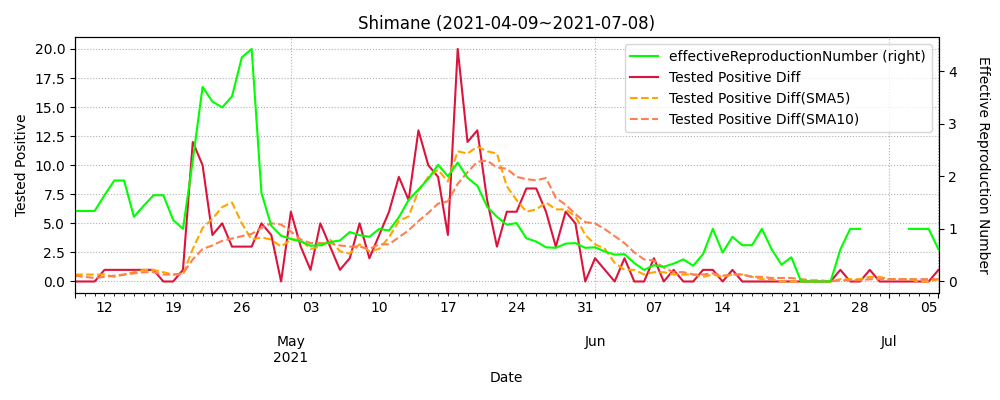 Shimane (2021-04-09~2021-07-08)
effectiveReproductionNumber (right)
Tested Positive Diff
Tested Positive Diff(SMA5)
Tested Positive Diff(SMA10)
Tested Positive
20.0
17.5
15.0
12.5
10.0
7.5
5.0
2.5
0.0
Effective Reproduction Number
4
3
2
1
0
12 19 26 03 10 17 24 31 07 14 21 28 05
May Jun Jul
2021
Date